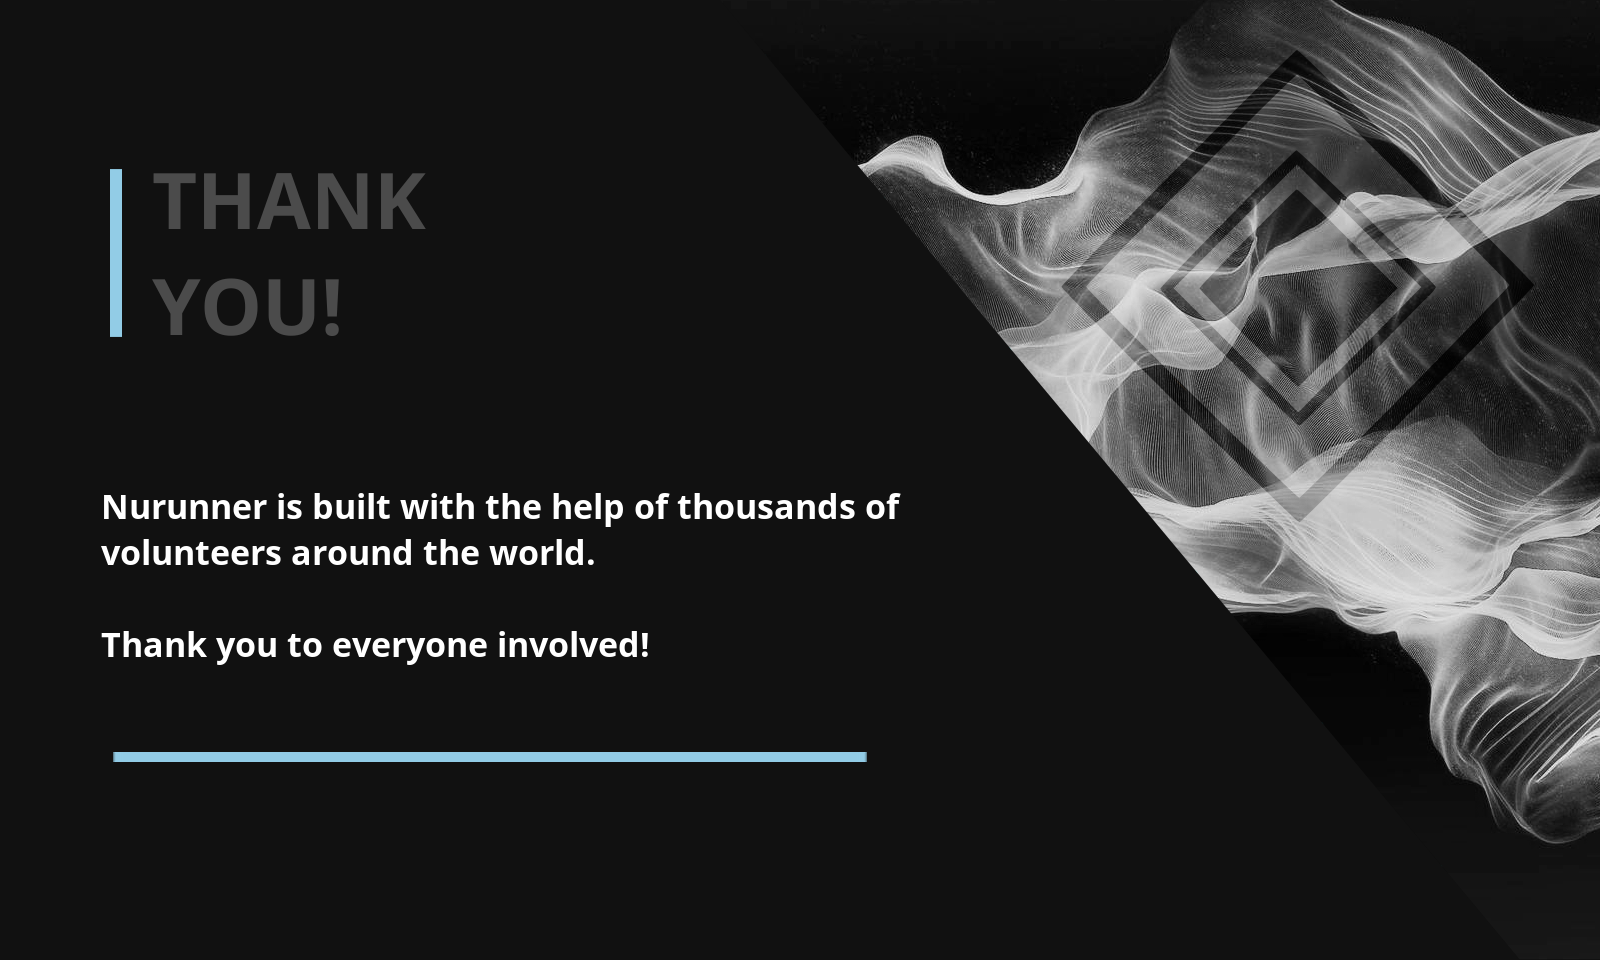 THANK
YOU!
Nurunner is built with the help of thousands of
volunteers around the world.
Thank you to everyone involved!